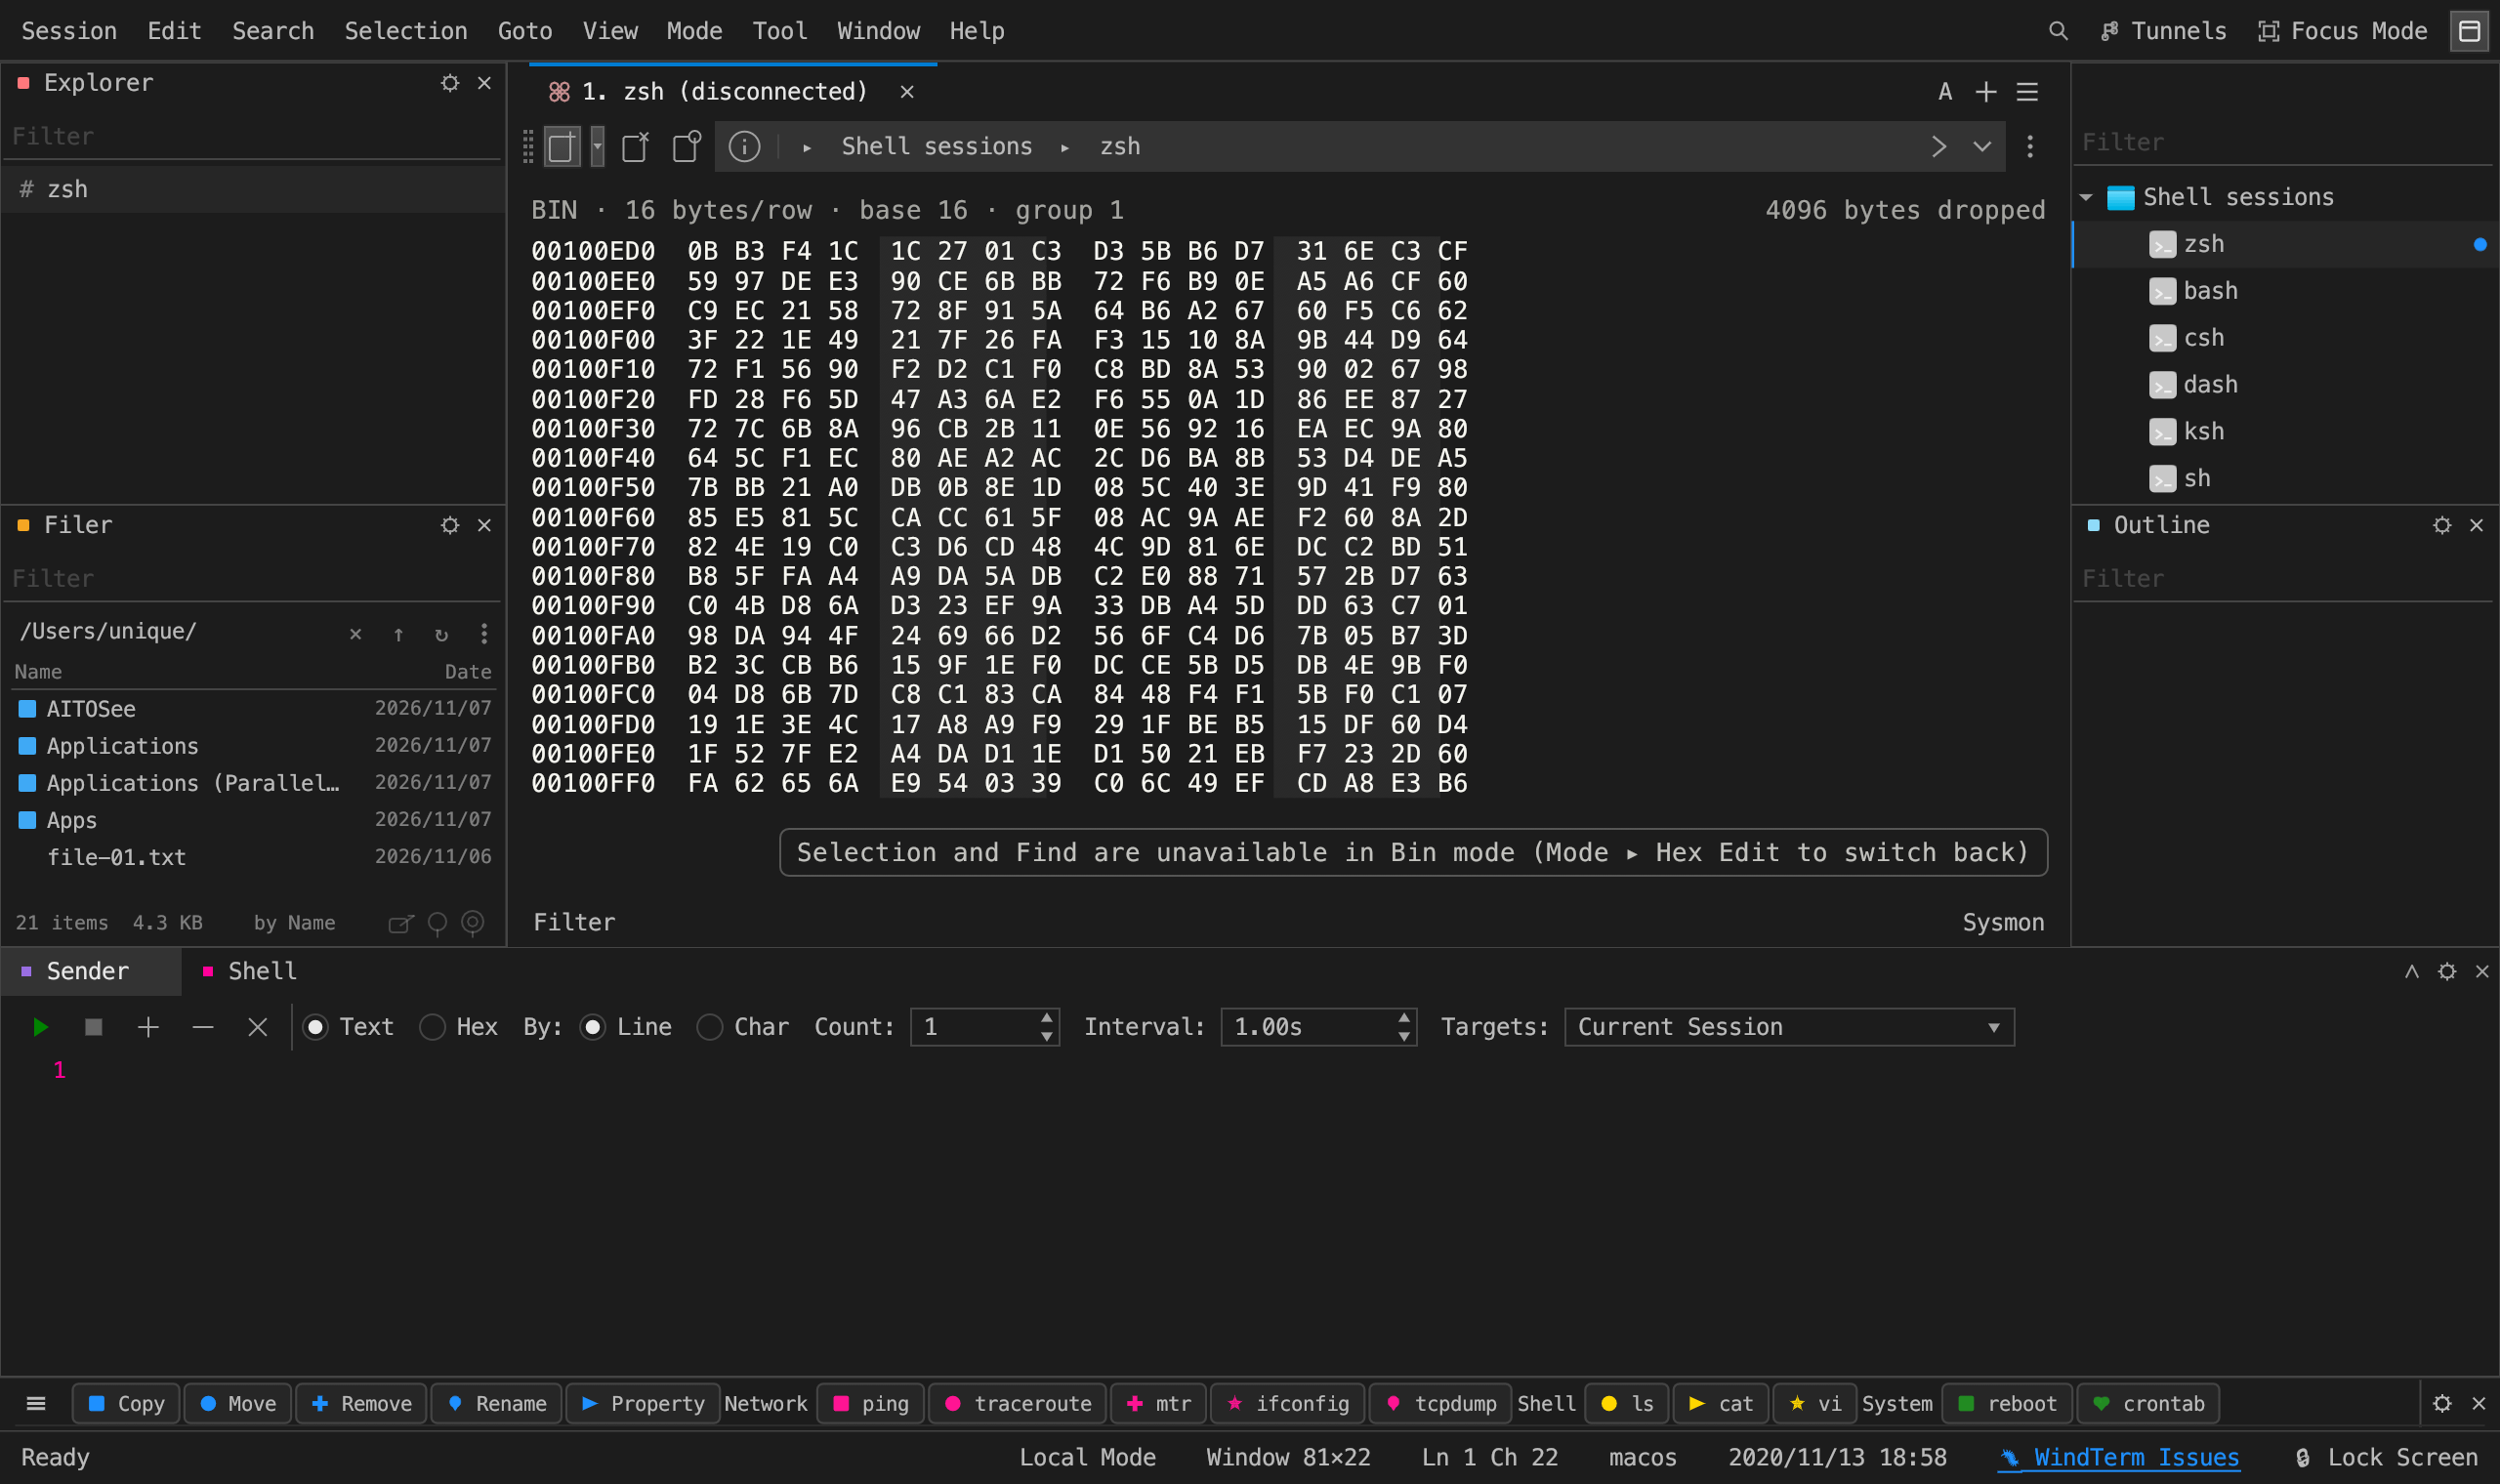 Session Edit Search Selection Goto View Mode Tool Window Help
Tunnels Focus Mode
Explorer
Filter
# zsh
Filer
Filter
/Users/unique/
Name Date
AITOSee 2026/11/07
Applications 2026/11/07
Applications (Parallel… 2026/11/07
Apps 2026/11/07
file-01.txt 2026/11/06
21 items 4.3 KB by Name
1. zsh (disconnected)
A
Shell sessions ▸ zsh
BIN · 16 bytes/row · base 16 · group 1 4096 bytes dropped
00100ED0 0B B3 F4 1C 1C 27 01 C3 D3 5B B6 D7 31 6E C3 CF
00100EE0 59 97 DE E3 90 CE 6B BB 72 F6 B9 0E A5 A6 CF 60
00100EF0 C9 EC 21 58 72 8F 91 5A 64 B6 A2 67 60 F5 C6 62
00100F00 3F 22 1E 49 21 7F 26 FA F3 15 10 8A 9B 44 D9 64
00100F10 72 F1 56 90 F2 D2 C1 F0 C8 BD 8A 53 90 02 67 98
00100F20 FD 28 F6 5D 47 A3 6A E2 F6 55 0A 1D 86 EE 87 27
00100F30 72 7C 6B 8A 96 CB 2B 11 0E 56 92 16 EA EC 9A 80
00100F40 64 5C F1 EC 80 AE A2 AC 2C D6 BA 8B 53 D4 DE A5
00100F50 7B BB 21 A0 DB 0B 8E 1D 08 5C 40 3E 9D 41 F9 80
00100F60 85 E5 81 5C CA CC 61 5F 08 AC 9A AE F2 60 8A 2D
00100F70 82 4E 19 C0 C3 D6 CD 48 4C 9D 81 6E DC C2 BD 51
00100F80 B8 5F FA A4 A9 DA 5A DB C2 E0 88 71 57 2B D7 63
00100F90 C0 4B D8 6A D3 23 EF 9A 33 DB A4 5D DD 63 C7 01
00100FA0 98 DA 94 4F 24 69 66 D2 56 6F C4 D6 7B 05 B7 3D
00100FB0 B2 3C CB B6 15 9F 1E F0 DC CE 5B D5 DB 4E 9B F0
00100FC0 04 D8 6B 7D C8 C1 83 CA 84 48 F4 F1 5B F0 C1 07
00100FD0 19 1E 3E 4C 17 A8 A9 F9 29 1F BE B5 15 DF 60 D4
00100FE0 1F 52 7F E2 A4 DA D1 1E D1 50 21 EB F7 23 2D 60
00100FF0 FA 62 65 6A E9 54 03 39 C0 6C 49 EF CD A8 E3 B6
Selection and Find are unavailable in Bin mode (Mode ▸ Hex Edit to switch back)
Filter Sysmon
Filter
Shell sessions
zsh
bash
csh
dash
ksh
sh
Outline
Filter
Sender Shell
Text Hex By: Line Char Count: 1 Interval: 1.00s Targets: Current Session
1
Copy Move Remove Rename Property Network ping traceroute mtr ifconfig tcpdump Shell ls cat vi System reboot crontab
Ready Local Mode Window 81×22 Ln 1 Ch 22 macos 2020/11/13 18:58 WindTerm Issues Lock Screen